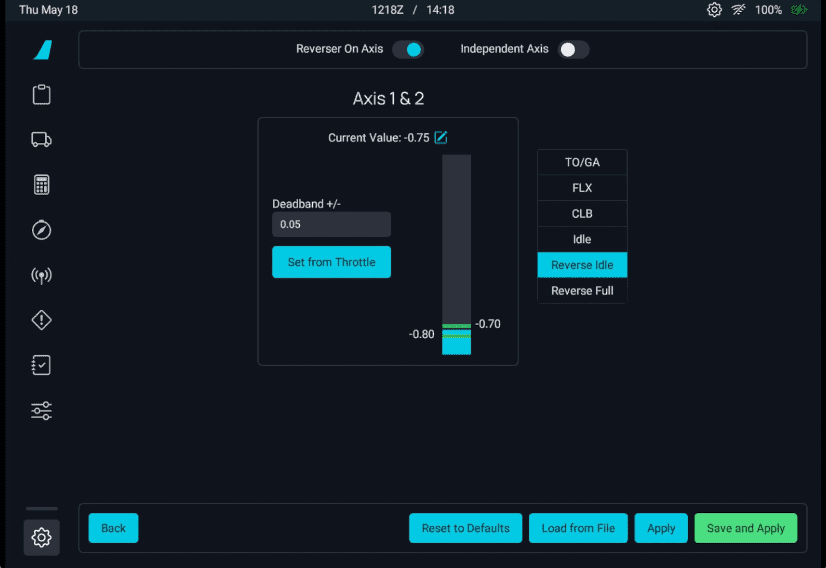 Thu May 18
1218Z / 14:18
100%
Reverser On Axis
Independent Axis
Axis 1 & 2
Current Value: -0.75
Deadband +/-
0.05
Set from Throttle
-0.70
-0.80
TO/GA
FLX
CLB
Idle
Reverse Idle
Reverse Full
Back
Reset to Defaults
Load from File
Apply
Save and Apply